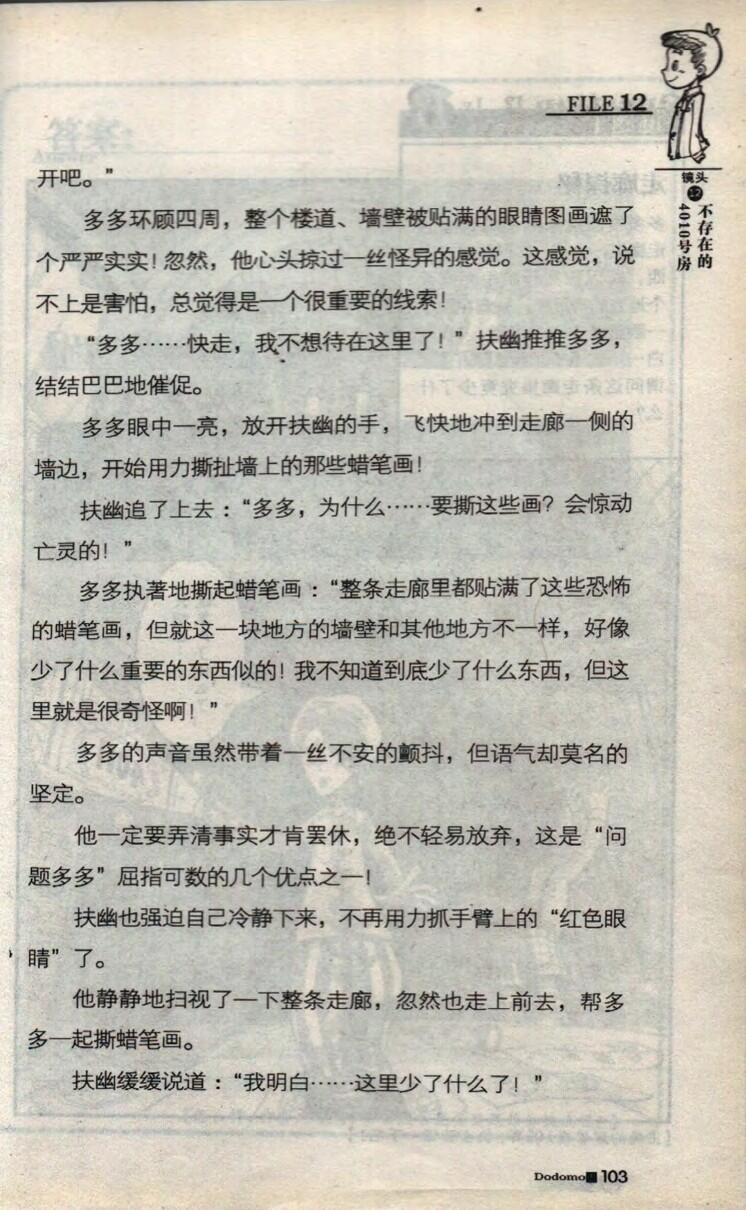 FILE 12
镜头
12
不存在的
4010号房
开吧。”
多多环顾四周，整个楼道、墙壁被贴满的眼睛图画遮了
个严严实实！忽然，他心头掠过一丝怪异的感觉。这感觉，说
不上是害怕，总觉得是一个很重要的线索！
“多多……快走，我不想待在这里了！”扶幽推推多多，
结结巴巴地催促。
多多眼中一亮，放开扶幽的手，飞快地冲到走廊一侧的
墙边，开始用力撕扯墙上的那些蜡笔画！
扶幽追了上去：“多多，为什么……要撕这些画？会惊动
亡灵的！”
多多执著地撕起蜡笔画：“整条走廊里都贴满了这些恐怖
的蜡笔画，但就这一块地方的墙壁和其他地方不一样，好像
少了什么重要的东西似的！我不知道到底少了什么东西，但这
里就是很奇怪啊！”
多多的声音虽然带着一丝不安的颤抖，但语气却莫名的
坚定。
他一定要弄清事实才肯罢休，绝不轻易放弃，这是“问
题多多”屈指可数的几个优点之一！
扶幽也强迫自己冷静下来，不再用力抓手臂上的“红色眼
睛”了。
他静静地扫视了一下整条走廊，忽然也走上前去，帮多
多一起撕蜡笔画。
扶幽缓缓说道：“我明白……这里少了什么了！”
Dodomo 103